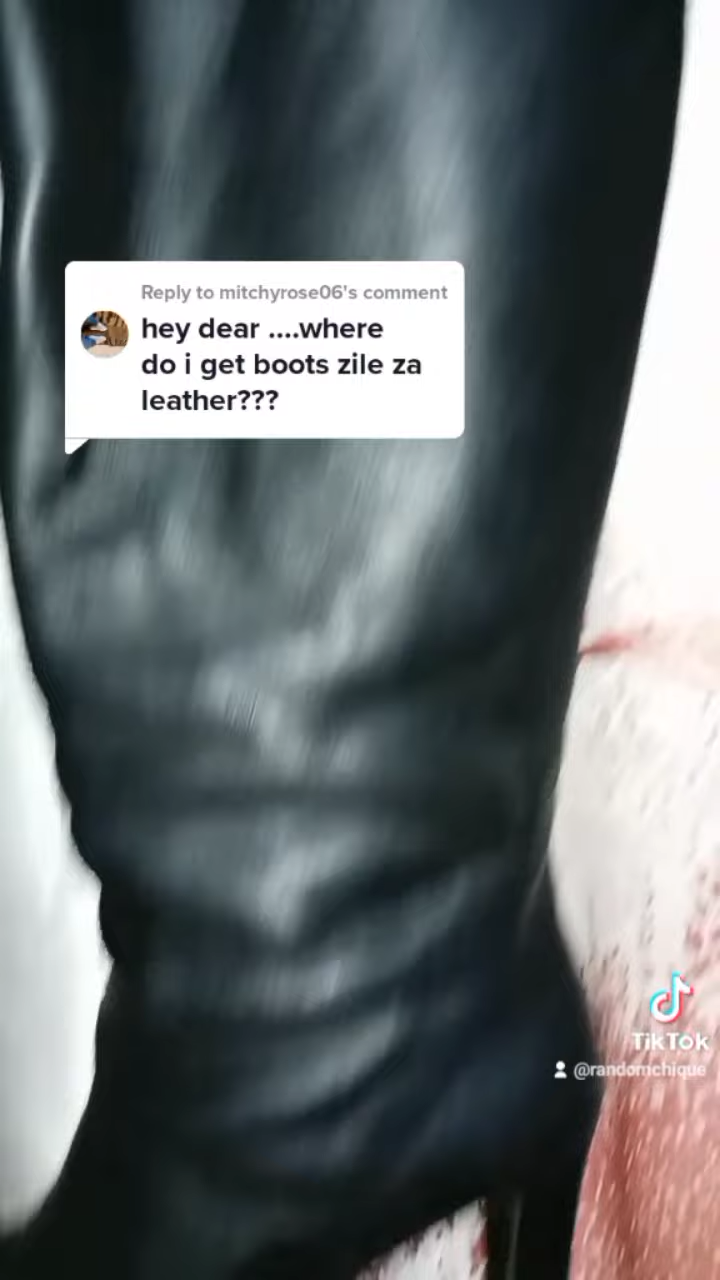 Reply to mitchyrose06's comment
hey dear ....where
do i get boots zile za
leather???
TikTok
@randomchique